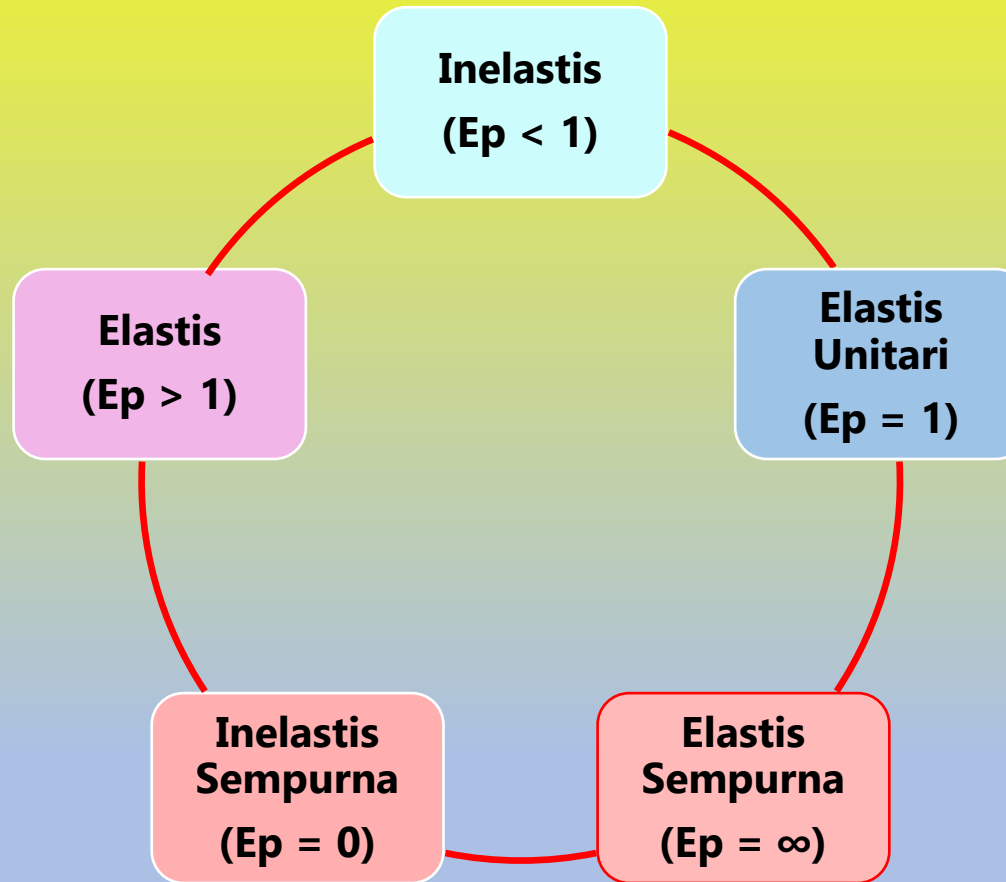 Inelastis
(Ep < 1)
Elastis
(Ep > 1)
Elastis
Unitari
(Ep = 1)
Inelastis
Sempurna
(Ep = 0)
Elastis
Sempurna
(Ep = ∞)